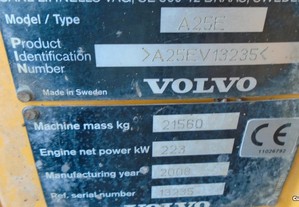 Model / Type A25E
Product
Identification >A25EV13235<
Number
Made in Sweden VOLVO
Machine mass kg 21560
Engine net power kW 223
Manufacturing year 2008
Ref. serial number 13235
CE
VOLVO